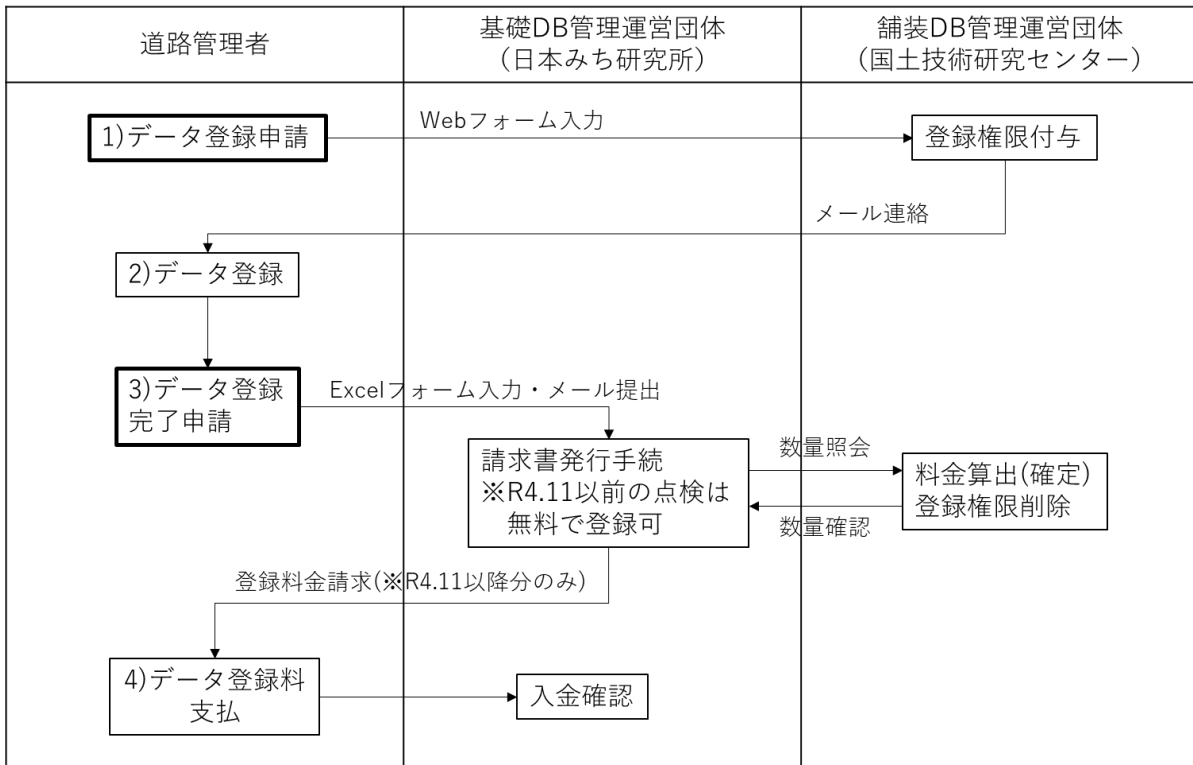 道路管理者
基礎DB管理運営団体
(日本みち研究所)
舗装DB管理運営団体
(国土技術研究センター)
1)データ登録申請
Webフォーム入力
登録権限付与
メール連絡
2)データ登録
3)データ登録
完了申請
Excelフォーム入力・メール提出
請求書発行手続
※R4.11以前の点検は
無料で登録可
数量照会
料金算出(確定)
登録権限削除
数量確認
登録料金請求(※R4.11以降分のみ)
4)データ登録料
支払
入金確認